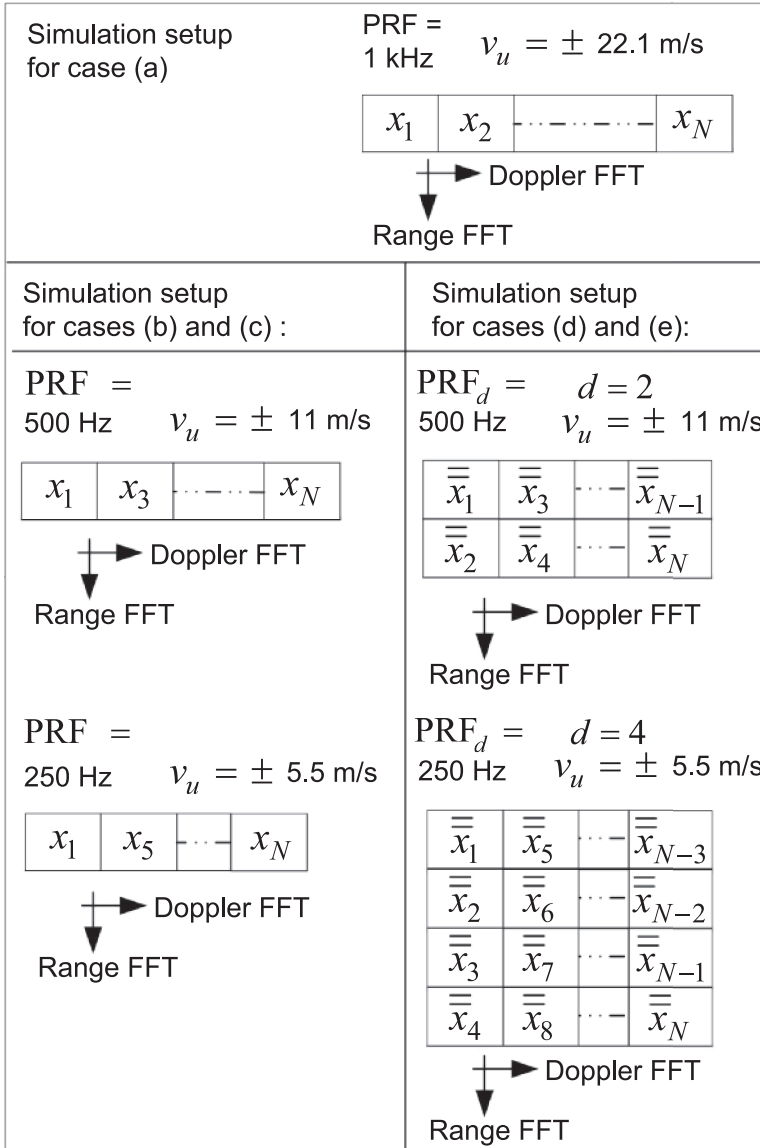 Simulation setup
for case (a)
PRF =
1 kHz
v_u = ± 22.1 m/s
x_1 x_2 x_N
Doppler FFT
Range FFT
Simulation setup
for cases (b) and (c) :
PRF =
500 Hz v_u = ± 11 m/s
x_1 x_3 x_N
Doppler FFT
Range FFT
PRF =
250 Hz v_u = ± 5.5 m/s
x_1 x_5 x_N
Doppler FFT
Range FFT
Simulation setup
for cases (d) and (e):
PRF_d = d = 2
500 Hz v_u = ± 11 m/s
x̿_1 x̿_3 x̿_{N−1}
x̿_2 x̿_4 x̿_N
Doppler FFT
Range FFT
PRF_d = d = 4
250 Hz v_u = ± 5.5 m/s
x̿_1 x̿_5 x̿_{N−3}
x̿_2 x̿_6 x̿_{N−2}
x̿_3 x̿_7 x̿_{N−1}
x̿_4 x̿_8 x̿_N
Doppler FFT
Range FFT